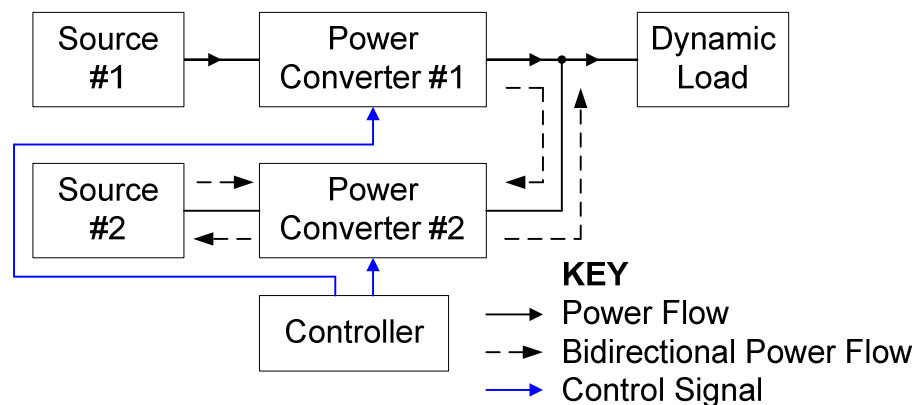 Source
#1
Power
Converter #1
Dynamic
Load
Source
#2
Power
Converter #2
Controller
KEY
Power Flow
Bidirectional Power Flow
Control Signal